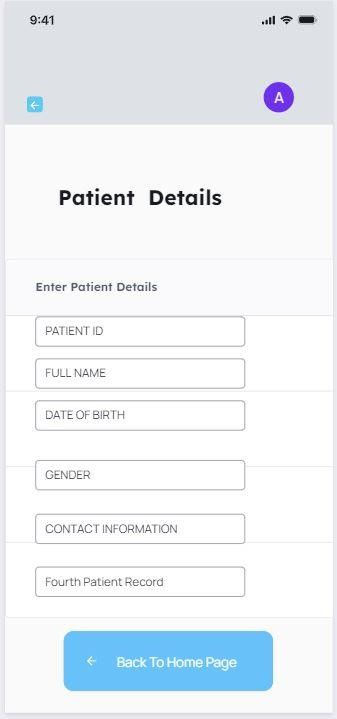 9:41
A
Patient Details
Enter Patient Details
PATIENT ID
FULL NAME
DATE OF BIRTH
GENDER
CONTACT INFORMATION
Fourth Patient Record
Back To Home Page